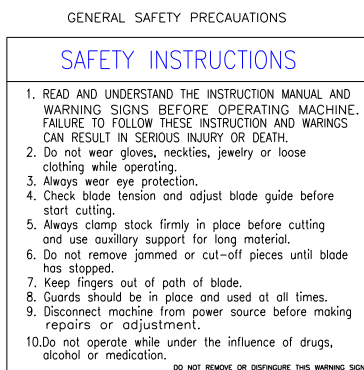 GENERAL SAFETY PRECAUATIONS
SAFETY INSTRUCTIONS
1. READ AND UNDERSTAND THE INSTRUCTION MANUAL AND
WARNING SIGNS BEFORE OPERATING MACHINE.
FAILURE TO FOLLOW THESE INSTRUCTION AND WARINGS
CAN RESULT IN SERIOUS INJURY OR DEATH.
2. Do not wear gloves, neckties, jewelry or loose
clothing while operating.
3. Always wear eye protection.
4. Check blade tension and adjust blade guide before
start cutting.
5. Always clamp stock firmly in place before cutting
and use auxillary support for long material.
6. Do not remove jammed or cut-off pieces until blade
has stopped.
7. Keep fingers out of path of blade.
8. Guards should be in place and used at all times.
9. Disconnect machine from power source before making
repairs or adjustment.
10.Do not operate while under the influence of drugs,
alcohol or medication.
DO NOT REMOVE OR DISFINGURE THIS WARNING SIGN